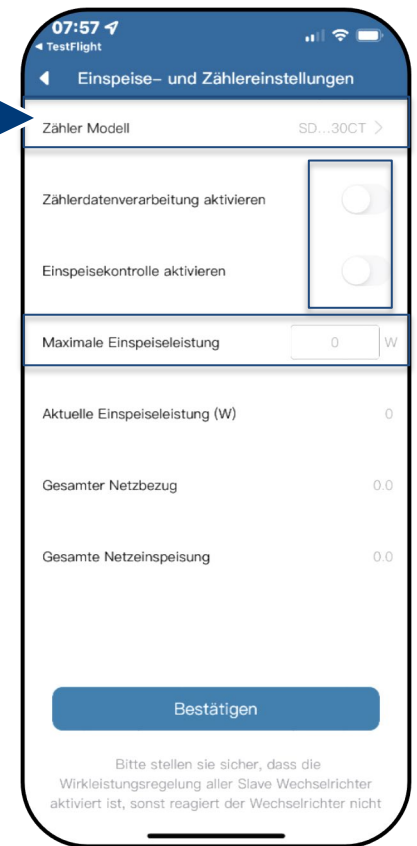 07:57
◀ TestFlight
Einspeise- und Zählereinstellungen
Zähler Modell SD...30CT >
Zählerdatenverarbeitung aktivieren
Einspeisekontrolle aktivieren
Maximale Einspeiseleistung 0 W
Aktuelle Einspeiseleistung (W) 0
Gesamter Netzbezug 0.0
Gesamte Netzeinspeisung 0.0
Bestätigen
Bitte stellen sie sicher, dass die
Wirkleistungsregelung aller Slave Wechselrichter
aktiviert ist, sonst reagiert der Wechselrichter nicht